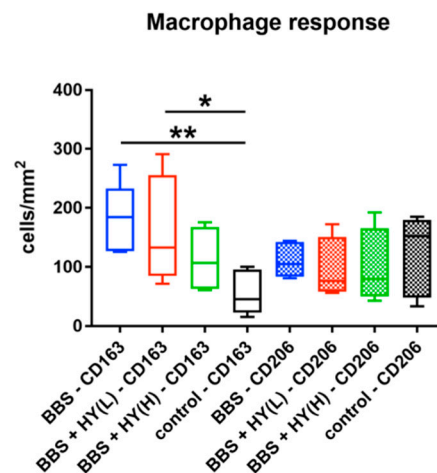 Macrophage response
*
**
cells/mm²
400
300
200
100
0
BBS - CD163
BBS + HY(L) - CD163
BBS + HY(H) - CD163
control - CD163
BBS - CD206
BBS + HY(L) - CD206
BBS + HY(H) - CD206
control - CD206